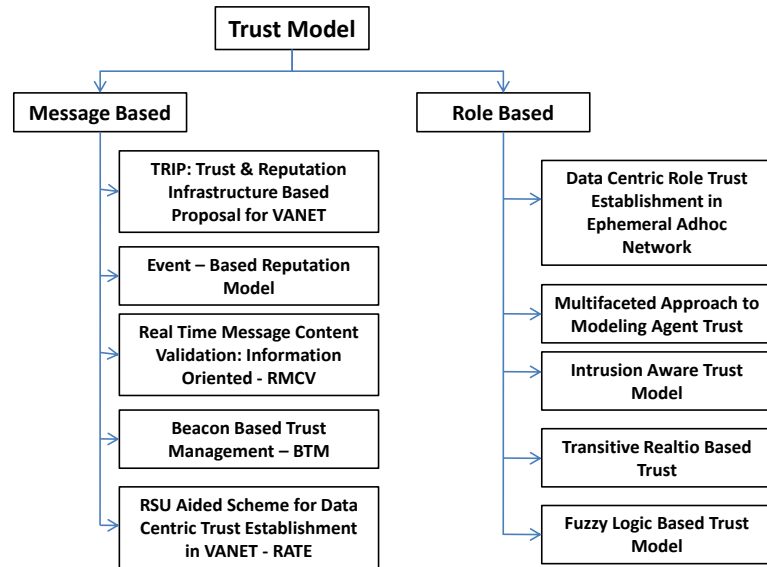 Trust Model
Message Based
Role Based
TRIP: Trust & Reputation
Infrastructure Based
Proposal for VANET
Event – Based Reputation
Model
Real Time Message Content
Validation: Information
Oriented - RMCV
Beacon Based Trust
Management – BTM
RSU Aided Scheme for Data
Centric Trust Establishment
in VANET - RATE
Data Centric Role Trust
Establishment in
Ephemeral Adhoc
Network
Multifaceted Approach to
Modeling Agent Trust
Intrusion Aware Trust
Model
Transitive Realtio Based
Trust
Fuzzy Logic Based Trust
Model